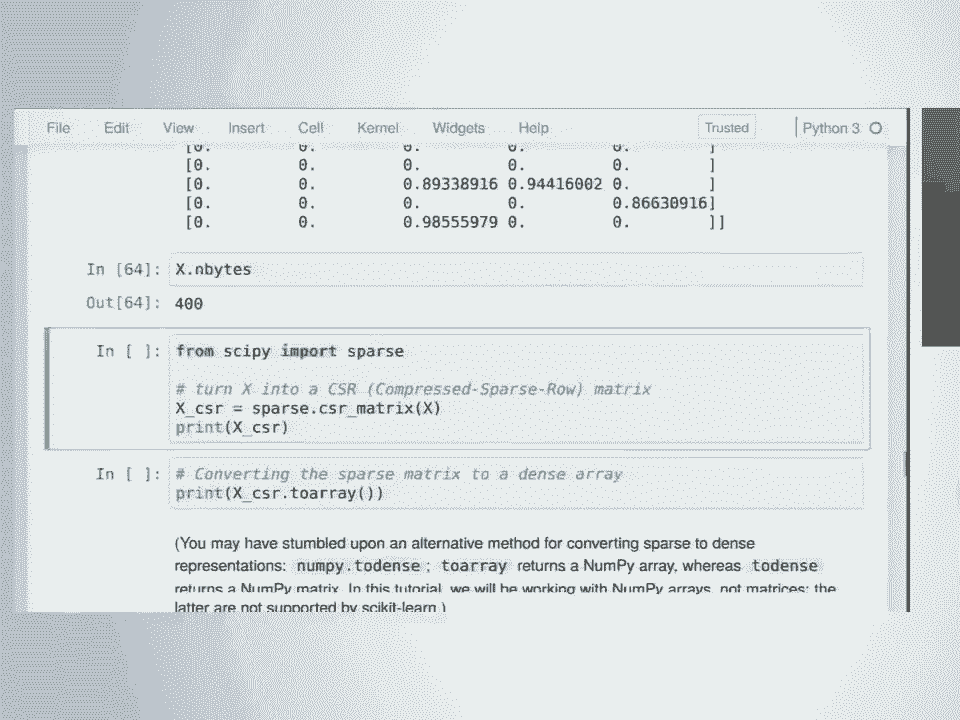 File Edit View Insert Cell Kernel Widgets Help Trusted Python 3
[0. 0. 0. 0. 0. ]
[0. 0. 0. 0. 0. ]
[0. 0. 0.89338916 0.94416002 0. ]
[0. 0. 0. 0. 0.86630916]
[0. 0. 0.98555979 0. 0. ]]
In [64]: X.nbytes
Out[64]: 400
In [ ]: from scipy import sparse
# turn X into a CSR (Compressed-Sparse-Row) matrix
X_csr = sparse.csr_matrix(X)
print(X_csr)
In [ ]: # Converting the sparse matrix to a dense array
print(X_csr.toarray())
(You may have stumbled upon an alternative method for converting sparse to dense
representations: numpy.todense ; toarray returns a NumPy array, whereas todense
returns a NumPy matrix. In this tutorial, we will be working with NumPy arrays, not matrices; the
latter are not supported by scikit-learn.)